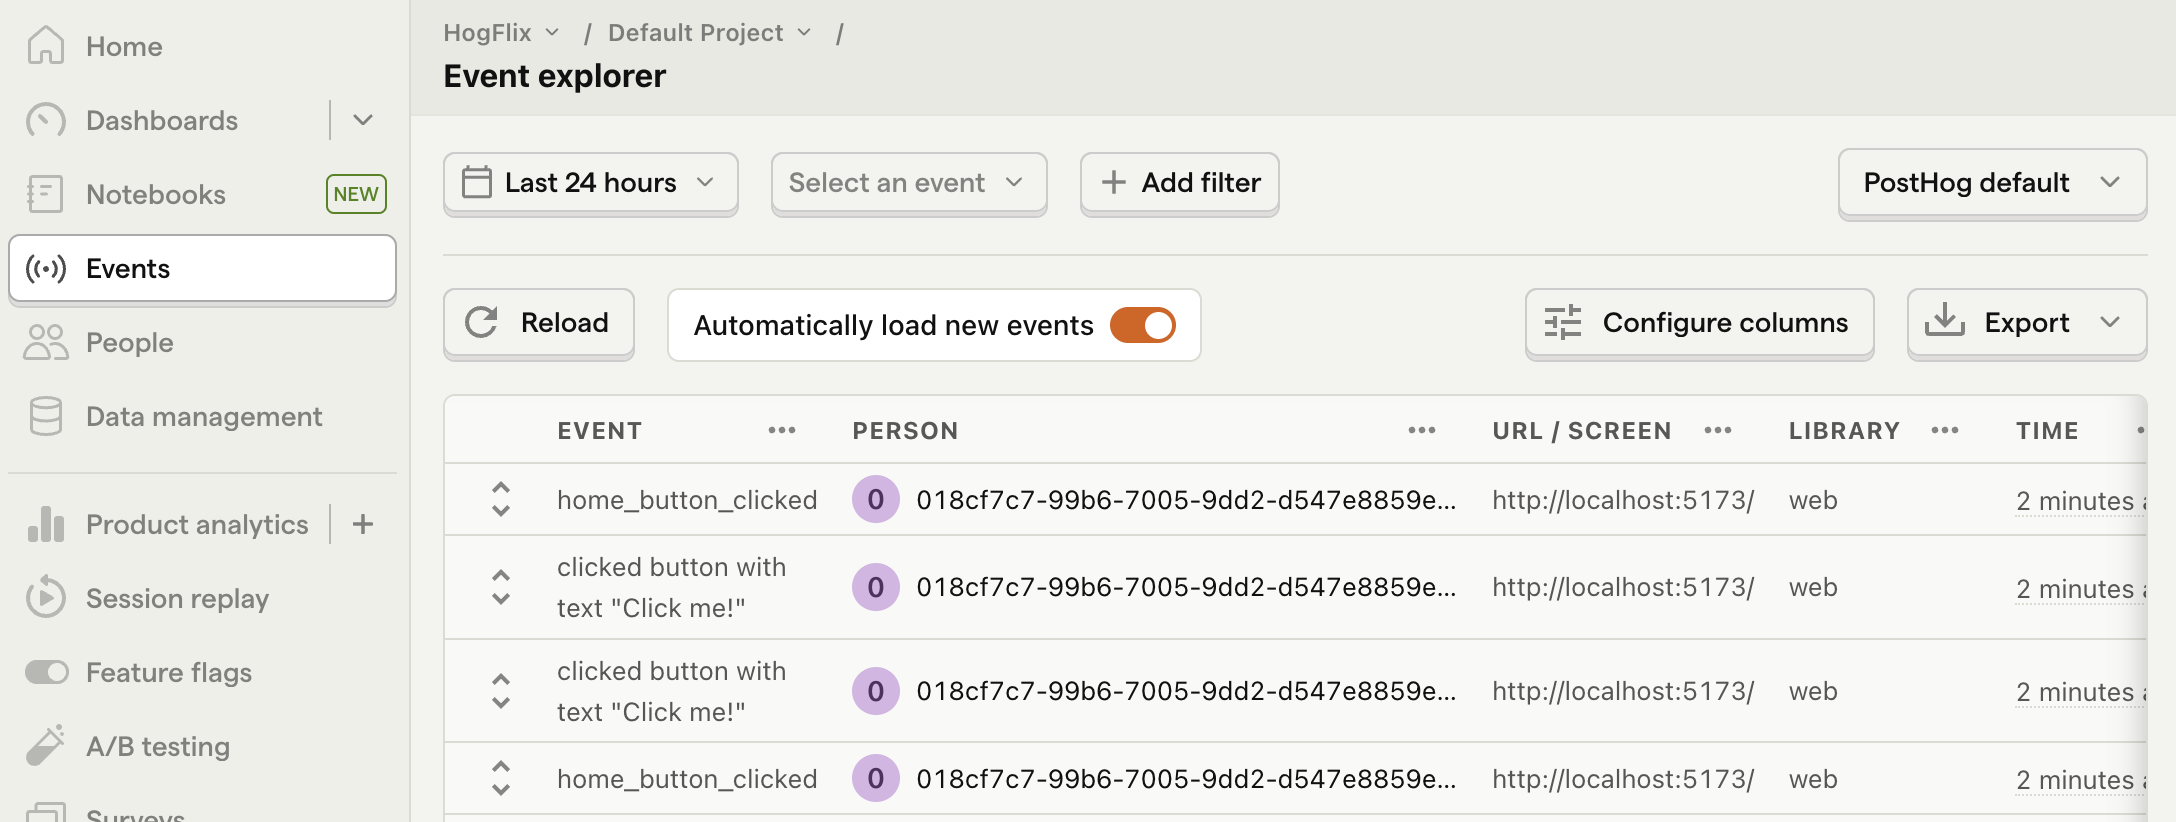 Home
Dashboards
Notebooks NEW
Events
People
Data management
Product analytics
Session replay
Feature flags
A/B testing
Surveys
HogFlix / Default Project /
Event explorer
Last 24 hours Select an event Add filter PostHog default
Reload Automatically load new events Configure columns Export
EVENT PERSON URL / SCREEN LIBRARY TIME
home_button_clicked 0 018cf7c7-99b6-7005-9dd2-d547e8859e... http://localhost:5173/ web 2 minutes a
clicked button with
text "Click me!" 0 018cf7c7-99b6-7005-9dd2-d547e8859e... http://localhost:5173/ web 2 minutes a
clicked button with
text "Click me!" 0 018cf7c7-99b6-7005-9dd2-d547e8859e... http://localhost:5173/ web 2 minutes a
home_button_clicked 0 018cf7c7-99b6-7005-9dd2-d547e8859e... http://localhost:5173/ web 2 minutes a